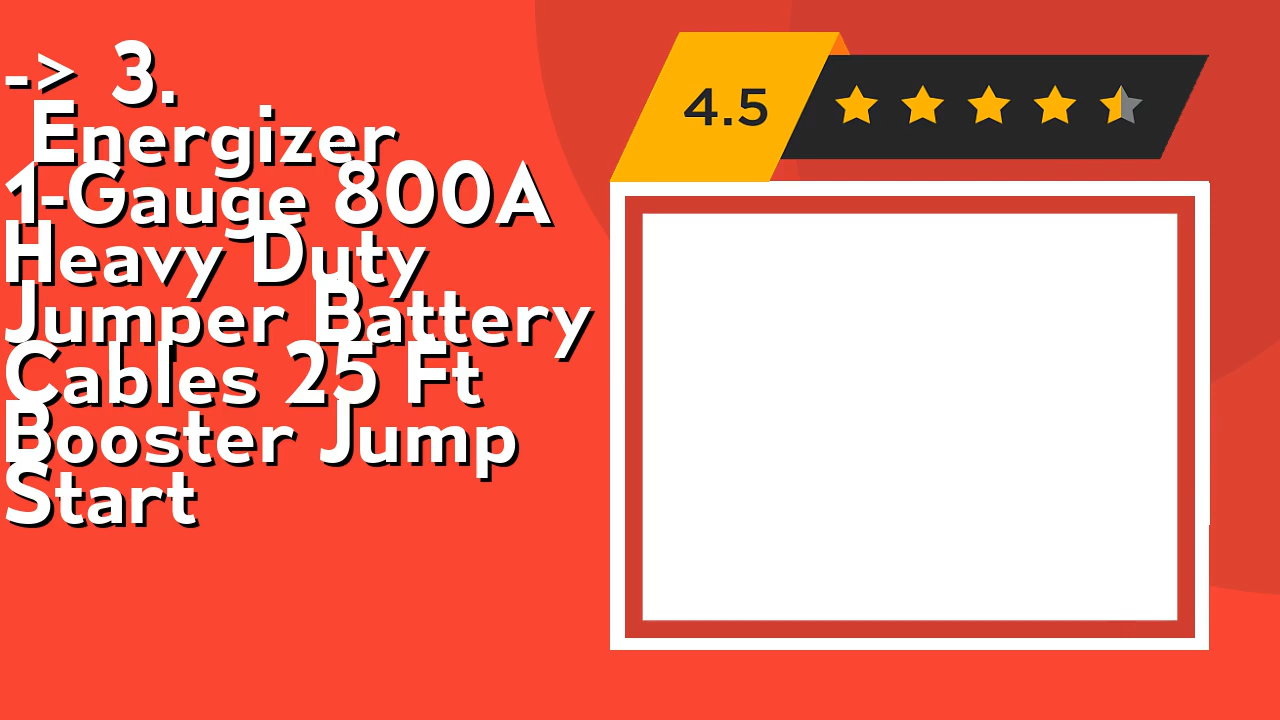 -> 3.
Energizer
1-Gauge 800A
Heavy Duty
Jumper Battery
Cables 25 Ft
Booster Jump
Start
4.5